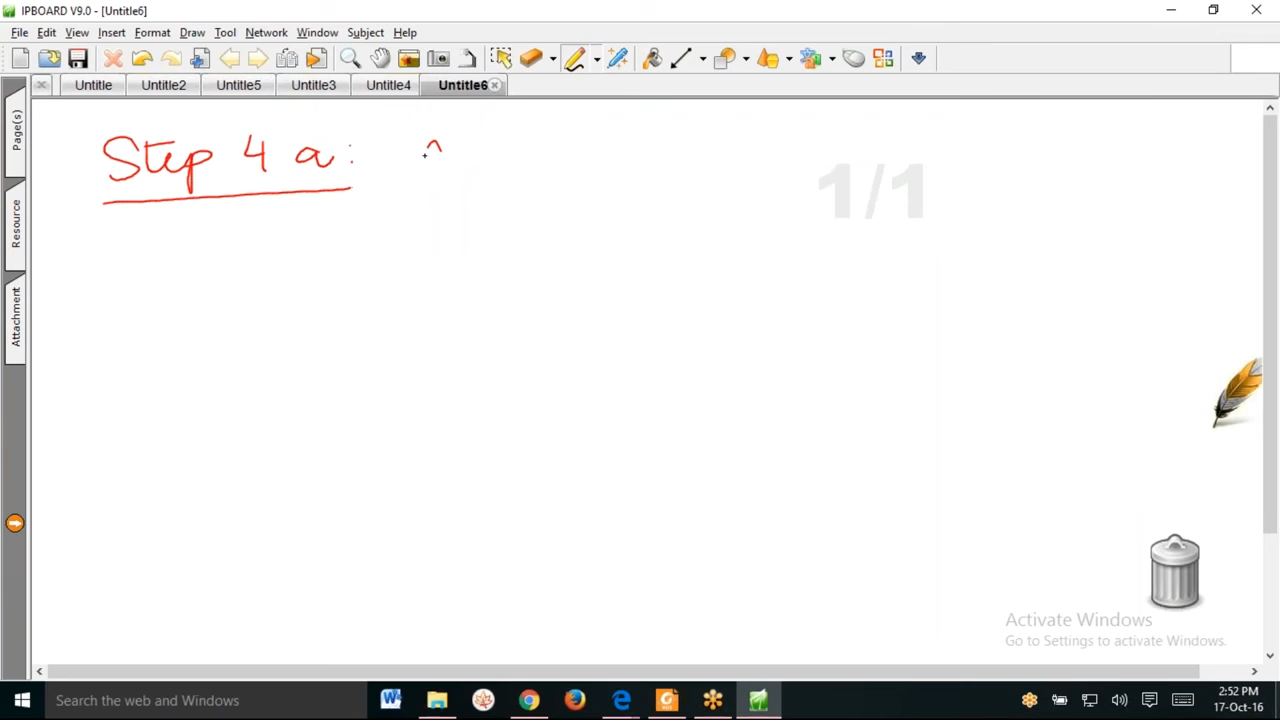 IPBOARD V9.0 - [Untitle6]
File Edit View Insert Format Draw Tool Network Window Subject Help
Untitle Untitle2 Untitle5 Untitle3 Untitle4 Untitle6
Page(s)
Resource
Attachment
Step 4 a:
1/1
Activate Windows
Go to Settings to activate Windows.
Search the web and Windows
2:52 PM
17-Oct-16